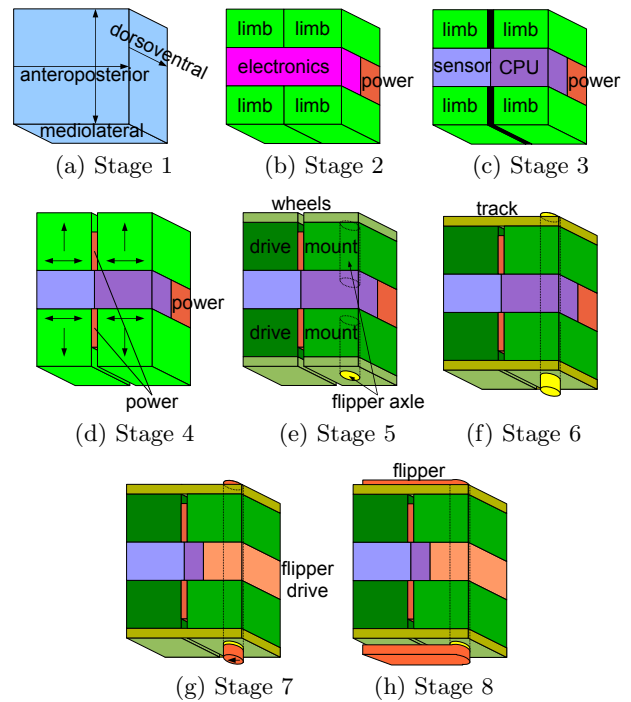 dorsoventral
anteroposterior
mediolateral
(a) Stage 1
limb limb
electronics
power
limb limb
(b) Stage 2
limb limb
sensor CPU
power
limb limb
(c) Stage 3
power
power
(d) Stage 4
wheels
drive mount
drive mount
flipper axle
(e) Stage 5
track
(f) Stage 6
flipper
drive
(g) Stage 7
flipper
(h) Stage 8